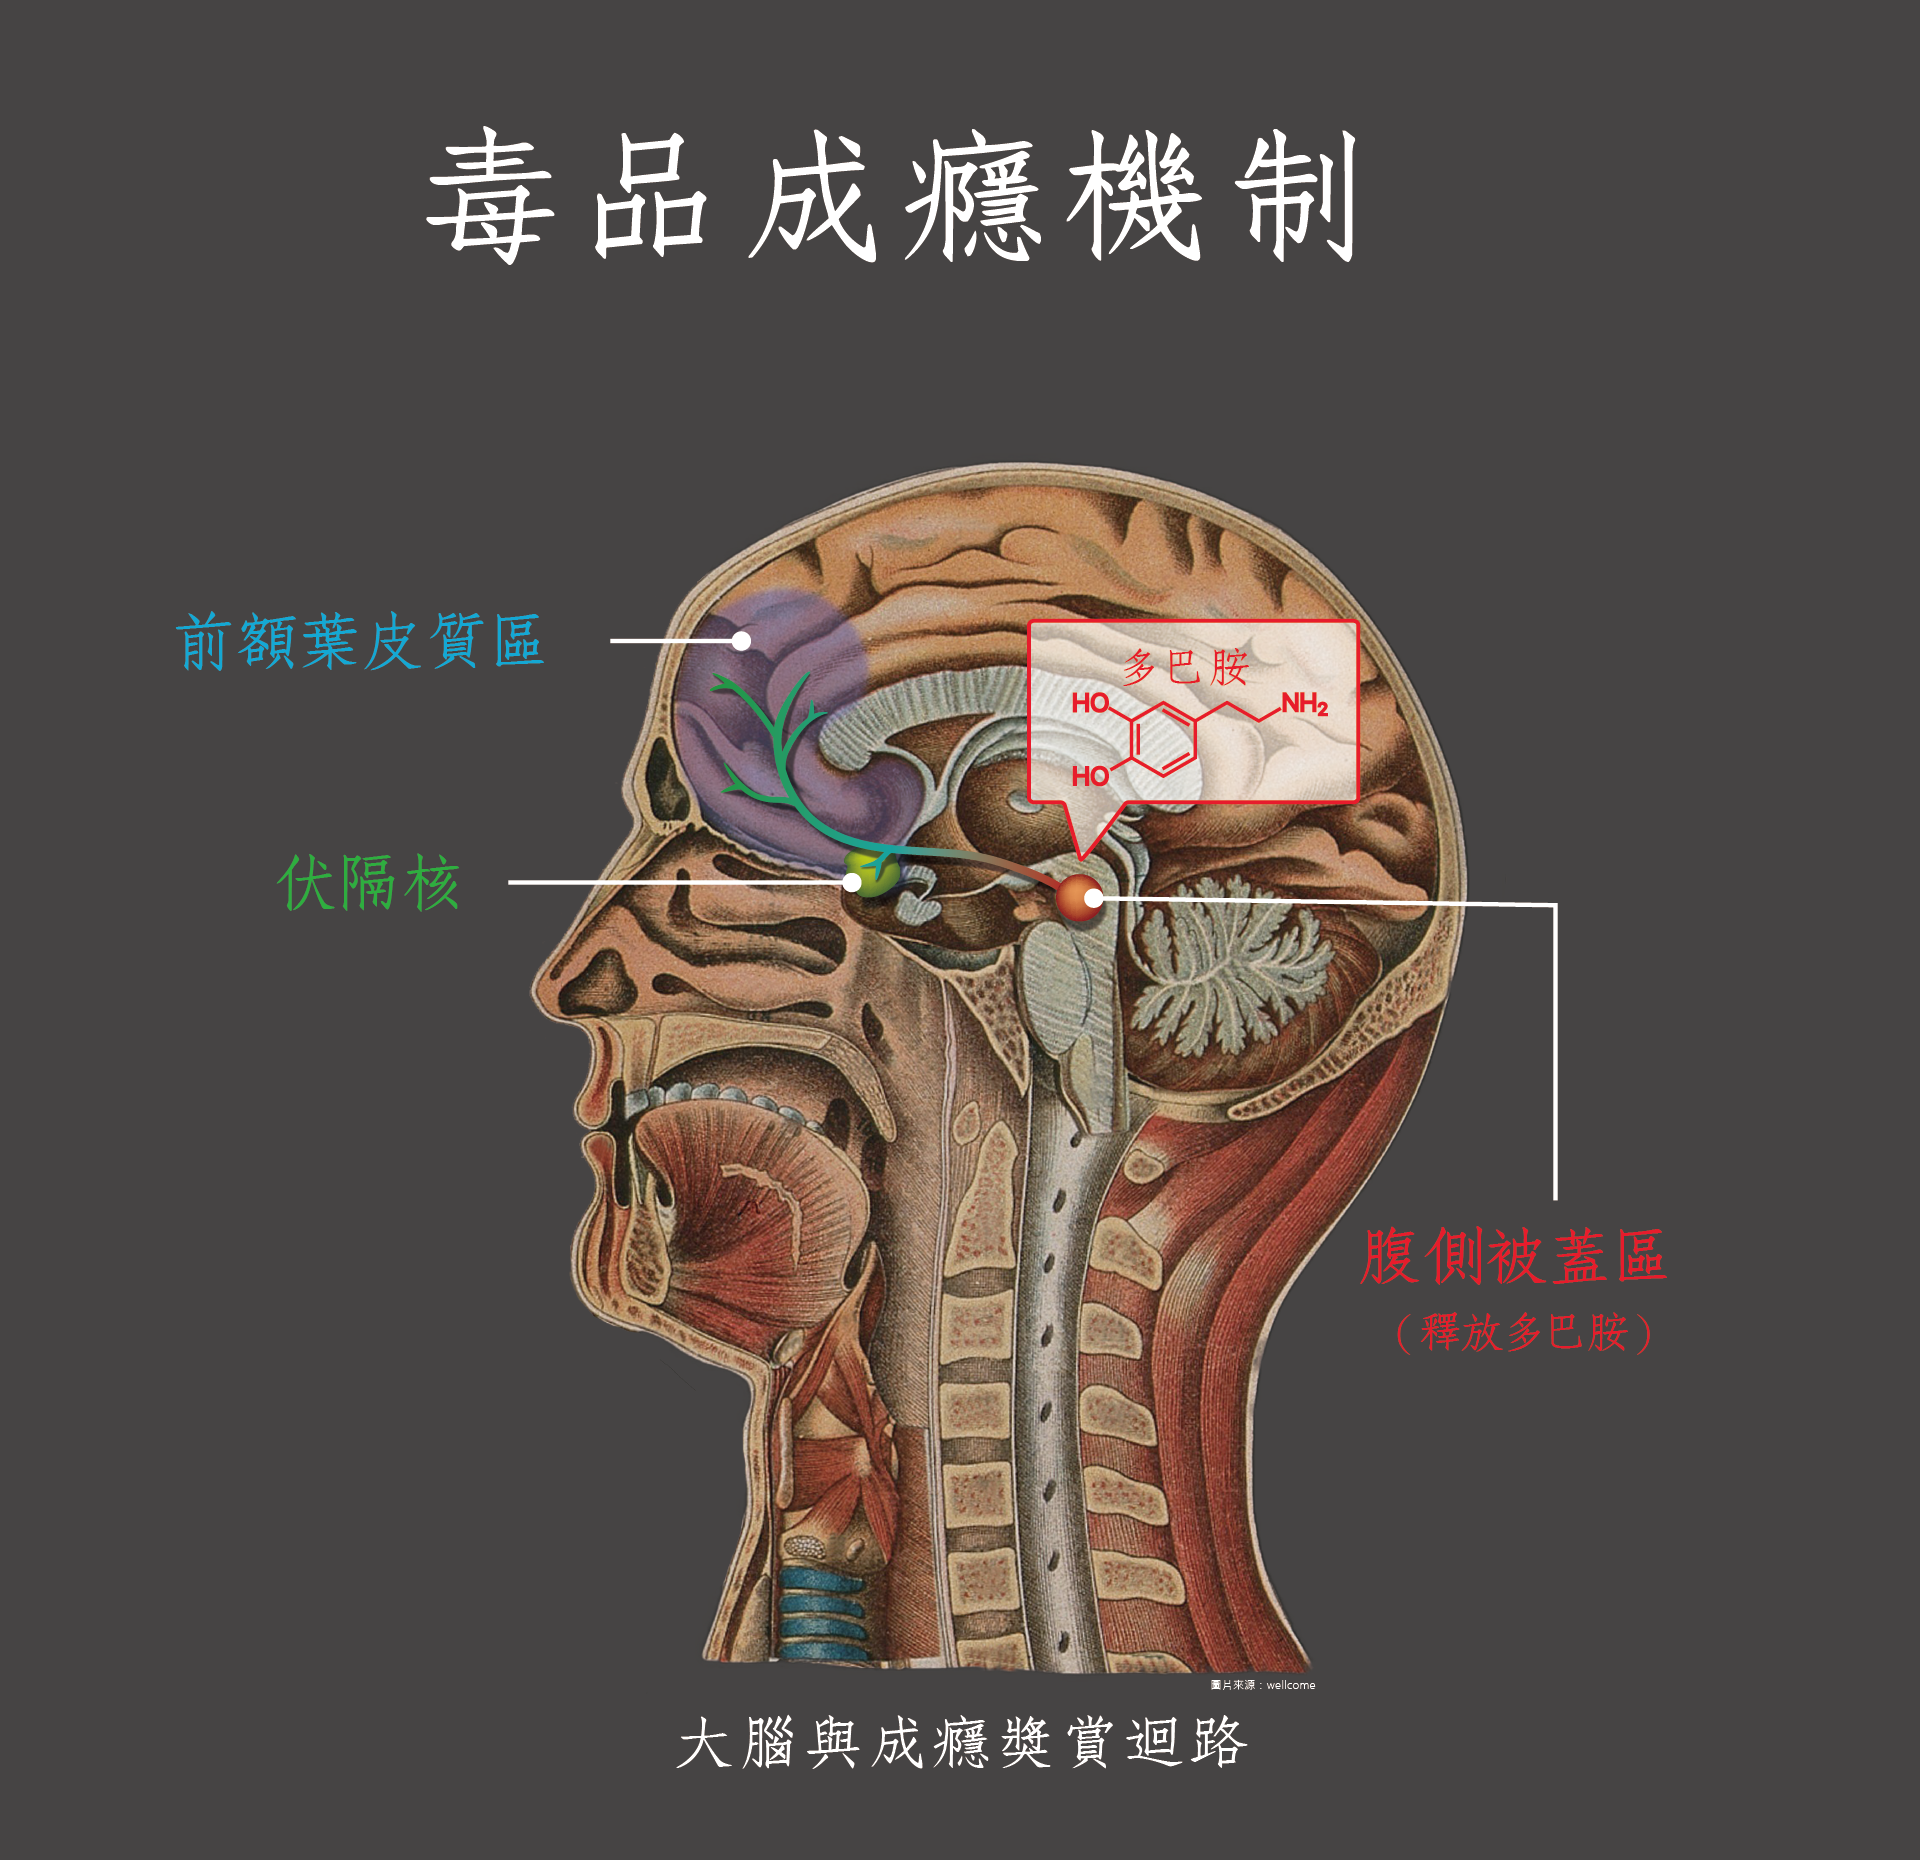 毒品成癮機制
前額葉皮質區
多巴胺
HO
NH₂
HO
伏隔核
腹側被蓋區
（釋放多巴胺）
圖片來源：wellcome
大腦與成癮獎賞迴路